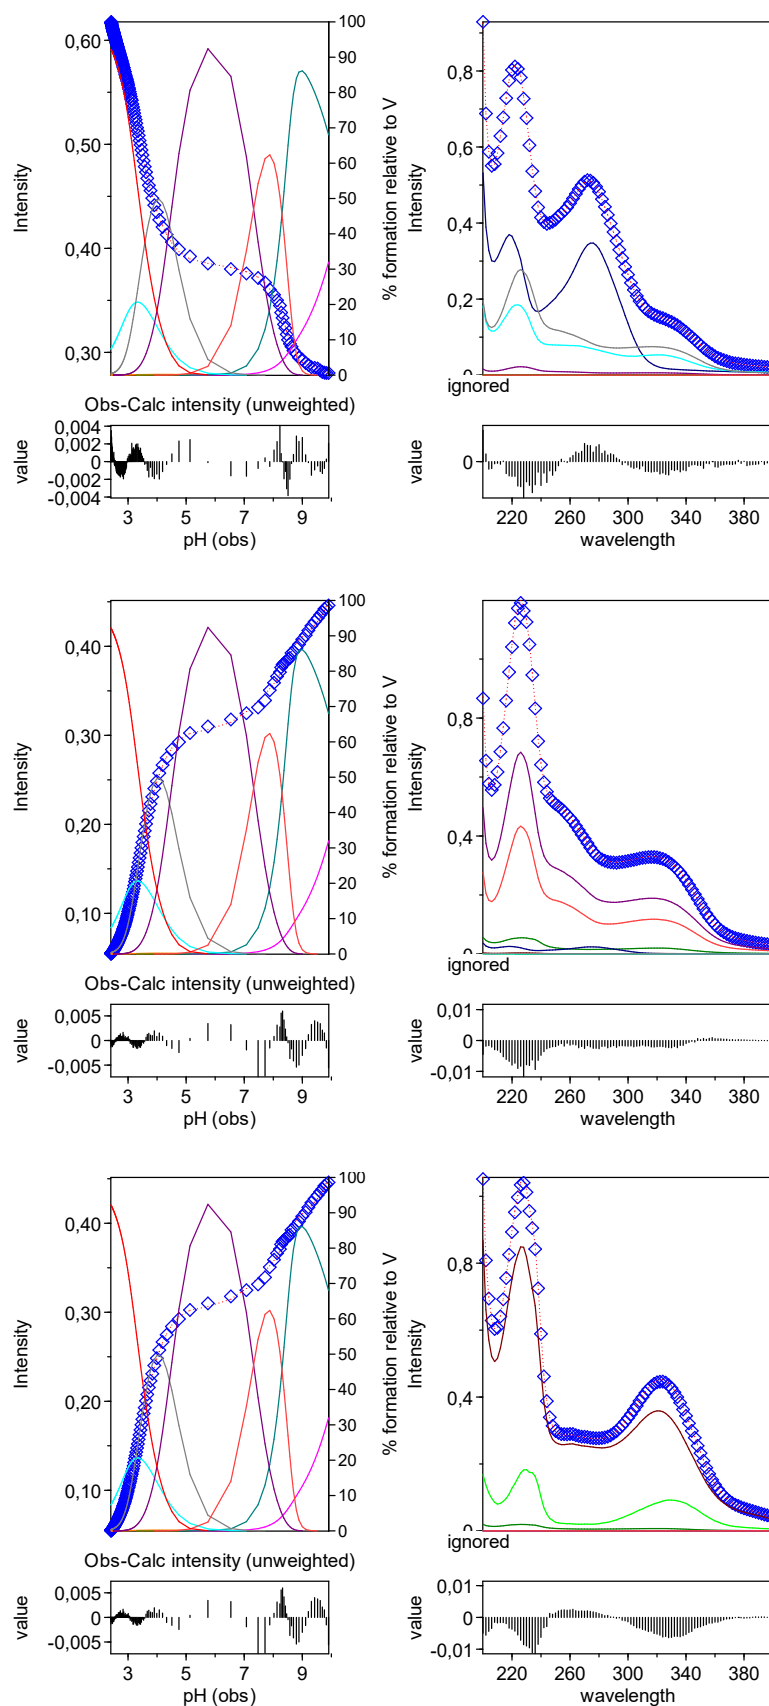 0,60
0,50
0,40
0,30
Intensity
100
90
80
70
60
50
40
30
20
10
0
% formation relative to V
Obs-Calc intensity (unweighted)
0,004
0,002
0
-0,002
-0,004
value
3 5 7 9
pH (obs)
0,8
0,6
0,4
0,2
0
Intensity
ignored
0
value
220 260 300 340 380
wavelength
0,40
0,30
0,20
0,10
Intensity
100
90
80
70
60
50
40
30
20
10
0
% formation relative to V
Obs-Calc intensity (unweighted)
0,005
0
-0,005
value
3 5 7 9
pH (obs)
0,8
0,4
0
Intensity
ignored
0,01
0
-0,01
value
220 260 300 340 380
wavelength
0,40
0,30
0,20
0,10
Intensity
100
90
80
70
60
50
40
30
20
10
0
% formation relative to V
Obs-Calc intensity (unweighted)
0,005
0
-0,005
value
3 5 7 9
pH (obs)
0,8
0,4
0
Intensity
ignored
0,01
0
-0,01
value
220 260 300 340 380
wavelength